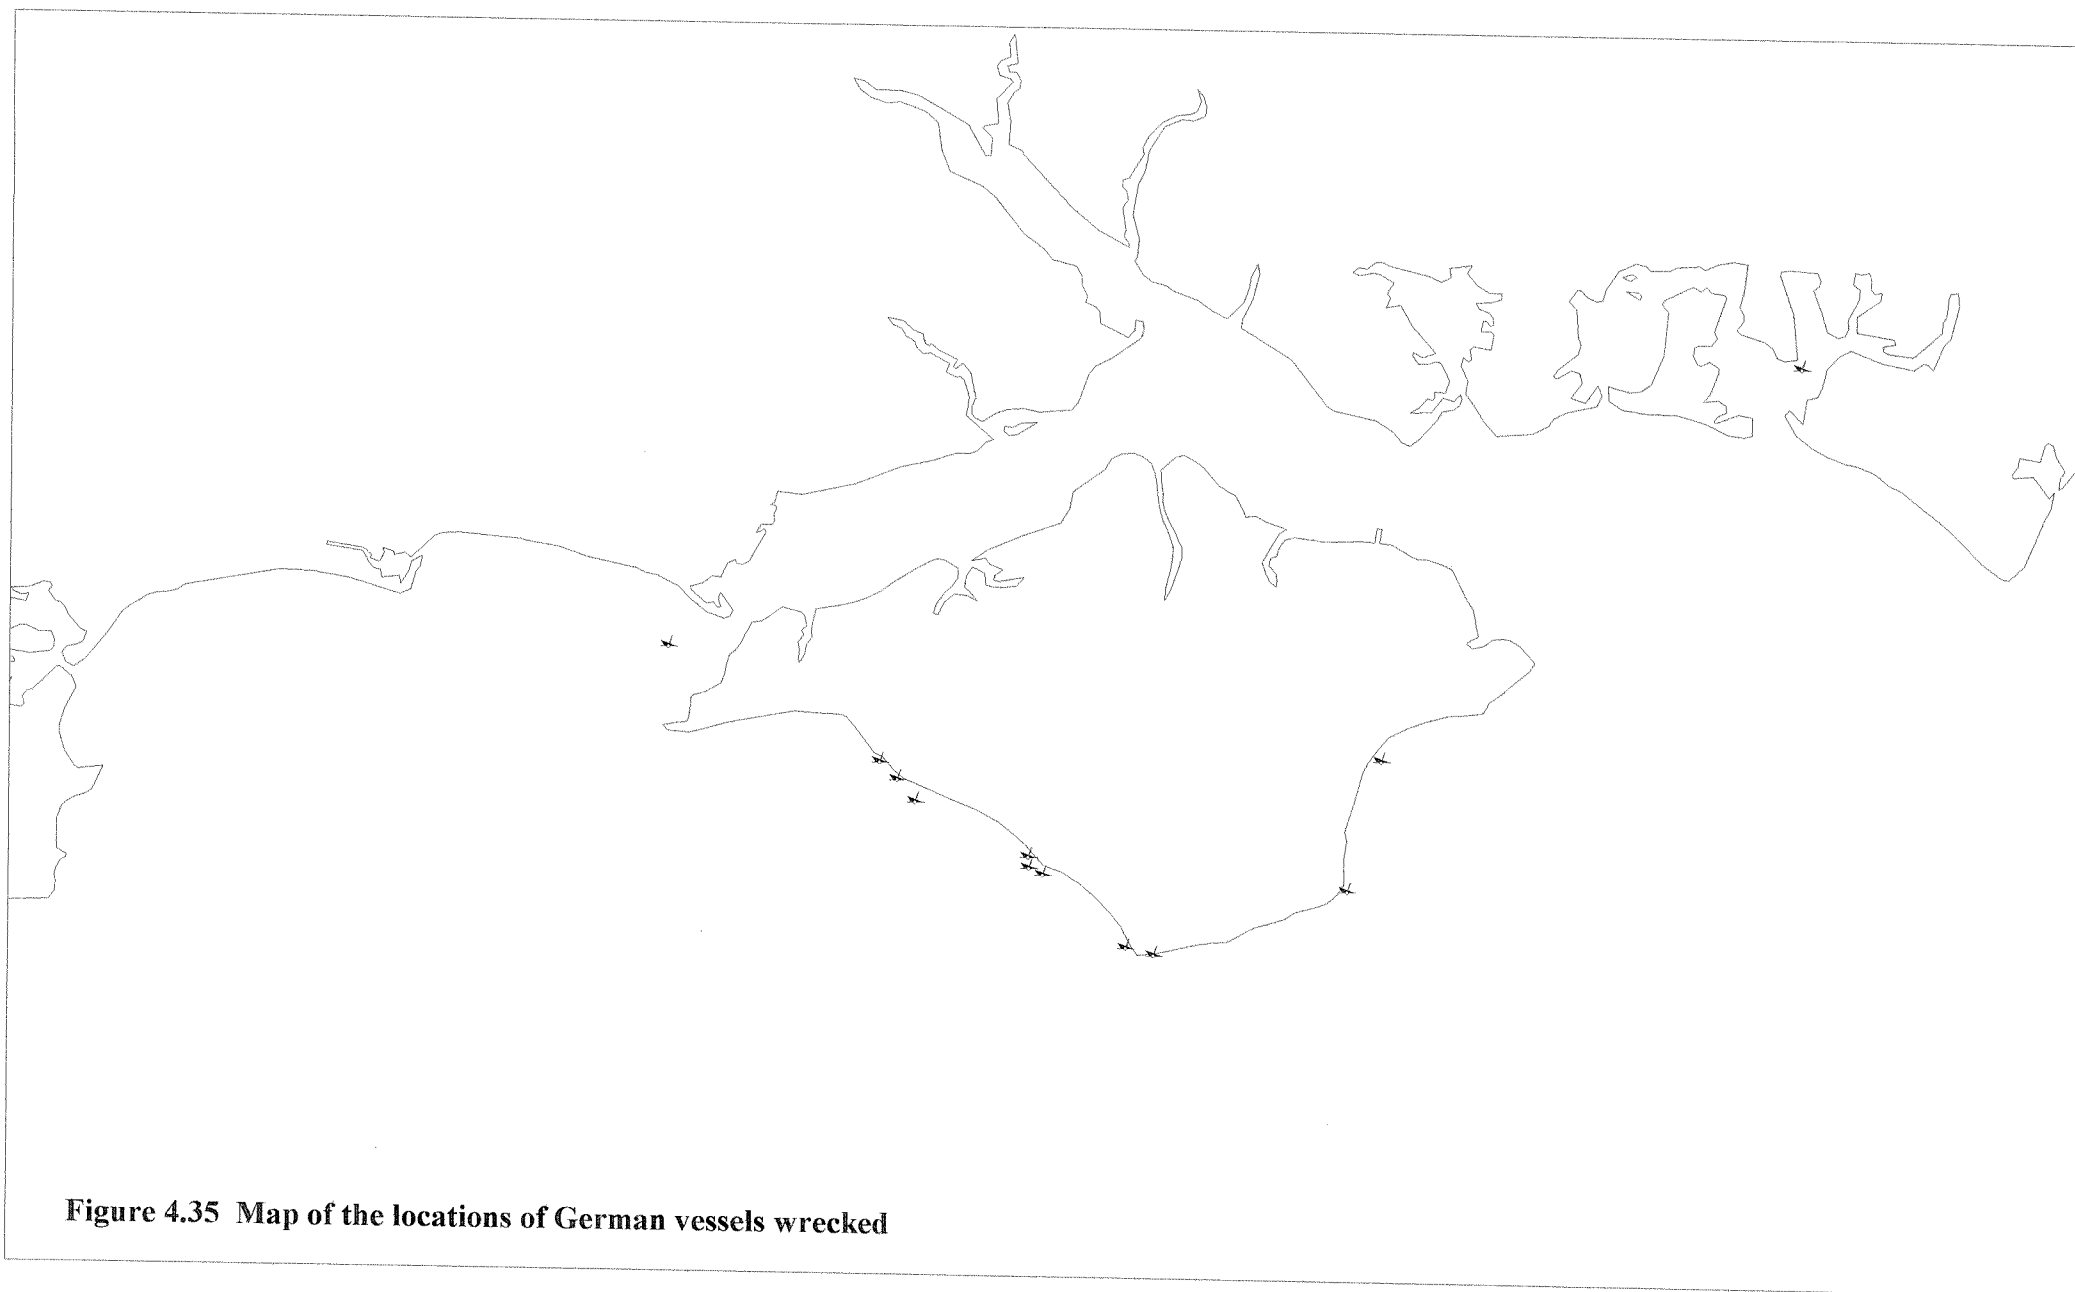 Figure 4.35 Map of the locations of German vessels wrecked